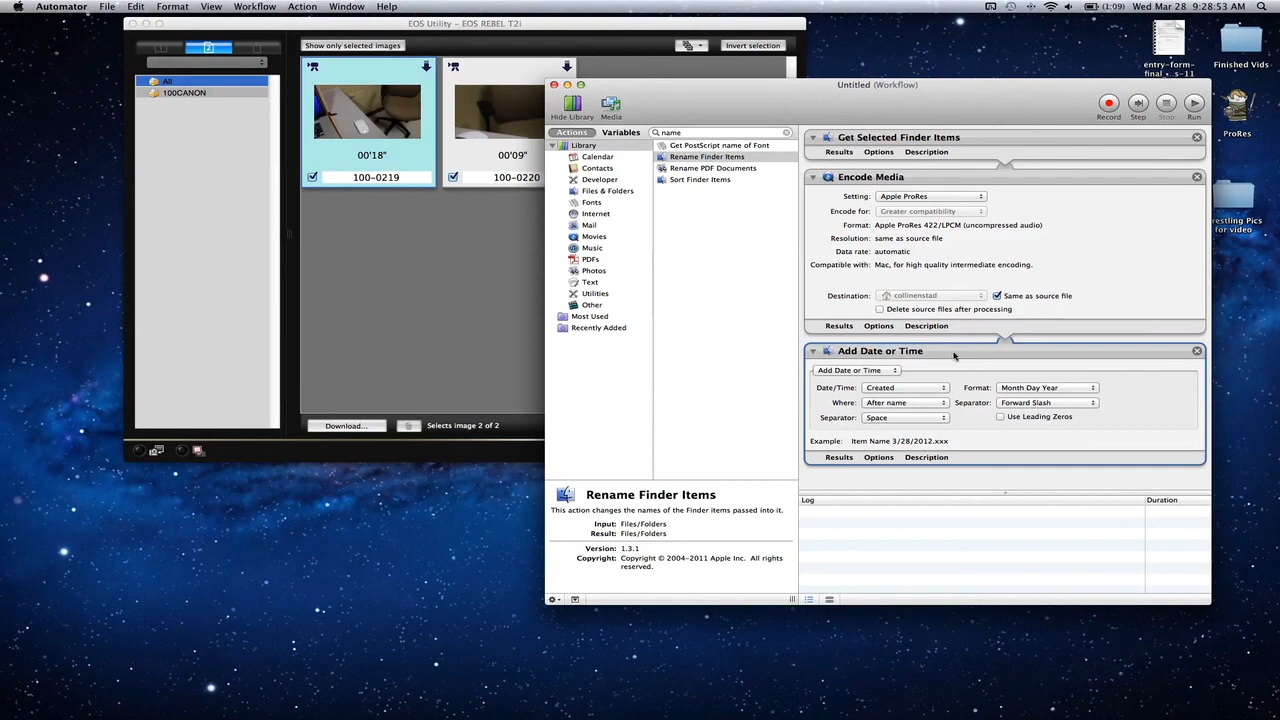 Automator File Edit Format View Workflow Action Window Help
(1:09) Wed Mar 28 9:28:53 AM
EOS Utility – EOS REBEL T2i
Show only selected images
Invert selection
All
100CANON
00'18"
100-0219
00'09"
100-0220
Download...
Selects image 2 of 2
entry-form-
final_-...s-11
Finished Vids
ProRes
restling Pics
for video
Untitled (Workflow)
Hide Library
Media
Record
Step
Stop
Run
Actions
Variables
name
Library
Calendar
Contacts
Developer
Files & Folders
Fonts
Internet
Mail
Movies
Music
PDFs
Photos
Text
Utilities
Other
Most Used
Recently Added
Get PostScript name of Font
Rename Finder Items
Rename PDF Documents
Sort Finder Items
Rename Finder Items
This action changes the names of the Finder items passed into it.
Input: Files/Folders
Result: Files/Folders
Version: 1.3.1
Copyright: Copyright © 2004-2011 Apple Inc. All rights
reserved.
Get Selected Finder Items
Results Options Description
Encode Media
Setting: Apple ProRes
Encode for: Greater compatibility
Format: Apple ProRes 422/LPCM (uncompressed audio)
Resolution: same as source file
Data rate: automatic
Compatible with: Mac, for high quality intermediate encoding.
Destination: collinenstad Same as source file
Delete source files after processing
Results Options Description
Add Date or Time
Add Date or Time
Date/Time: Created Format: Month Day Year
Where: After name Separator: Forward Slash
Separator: Space Use Leading Zeros
Example: Item Name 3/28/2012.xxx
Results Options Description
Log Duration